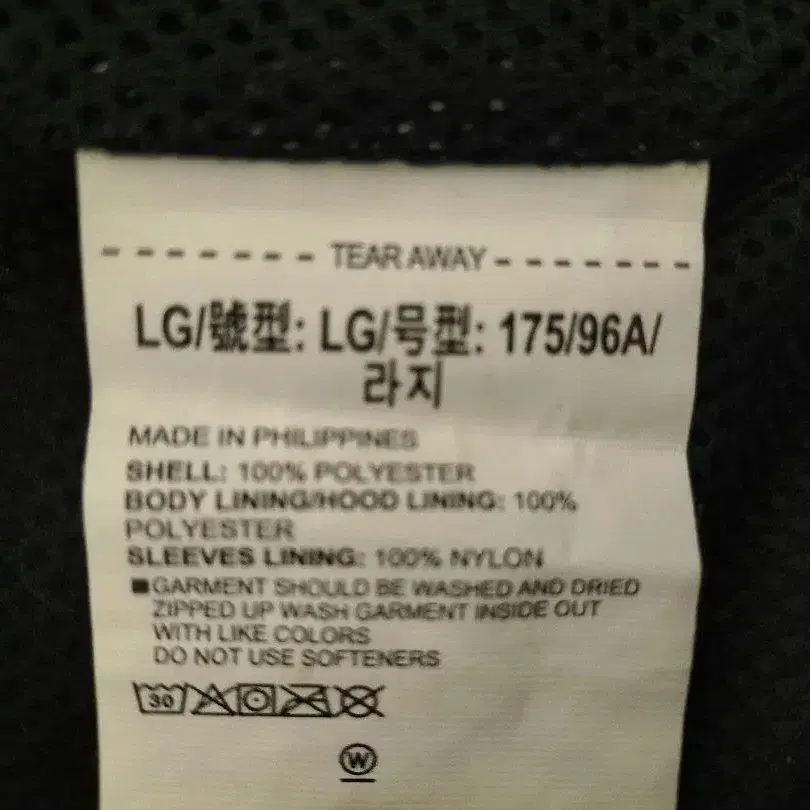 - - - - - - - TEAR AWAY - - - - - - -
LG/號型: LG/号型: 175/96A/
라지
MADE IN PHILIPPINES
SHELL: 100% POLYESTER
BODY LINING/HOOD LINING: 100%
POLYESTER
SLEEVES LINING: 100% NYLON
■GARMENT SHOULD BE WASHED AND DRIED
ZIPPED UP WASH GARMENT INSIDE OUT
WITH LIKE COLORS
DO NOT USE SOFTENERS
30
W